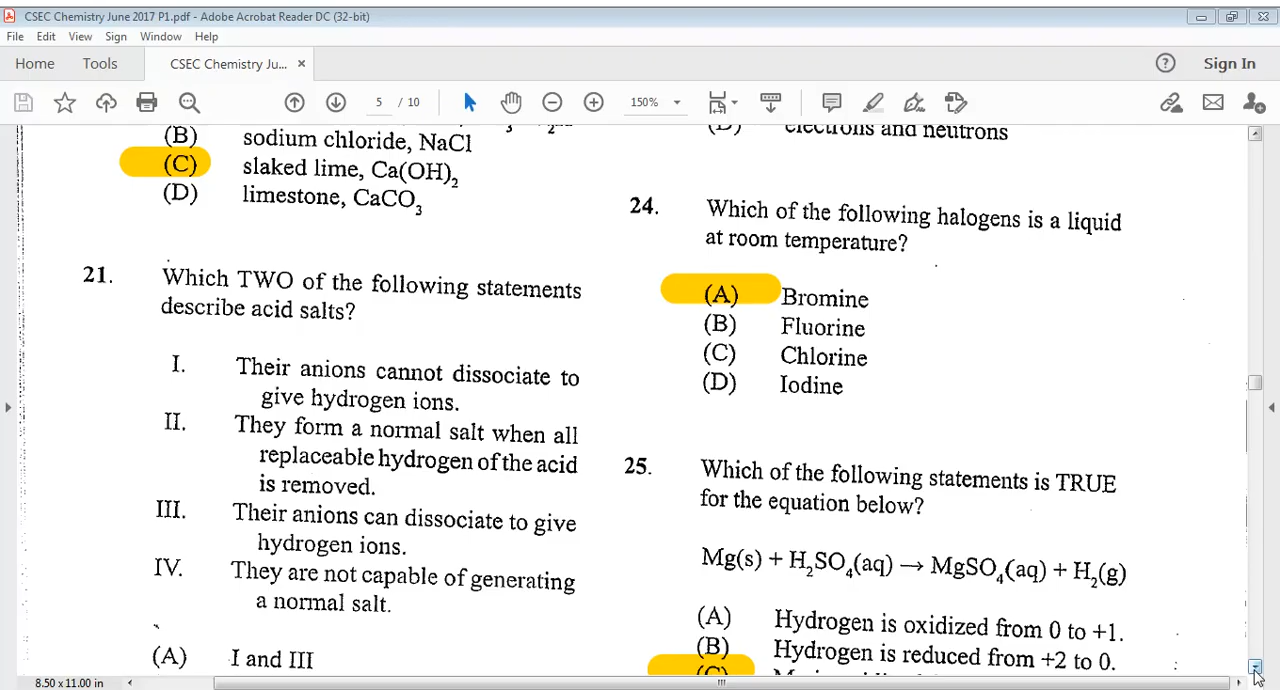 CSEC Chemistry June 2017 P1.pdf - Adobe Acrobat Reader DC (32-bit)
File Edit View Sign Window Help
Home Tools CSEC Chemistry Ju... × Sign In
5 / 10 150%
(B) sodium chloride, NaCl
(C) slaked lime, Ca(OH)₂
(D) limestone, CaCO₃
21. Which TWO of the following statements
describe acid salts?
I. Their anions cannot dissociate to
give hydrogen ions.
II. They form a normal salt when all
replaceable hydrogen of the acid
is removed.
III. Their anions can dissociate to give
hydrogen ions.
IV. They are not capable of generating
a normal salt.
(A) I and III
(D) electrons and neutrons
24. Which of the following halogens is a liquid
at room temperature?
(A) Bromine
(B) Fluorine
(C) Chlorine
(D) Iodine
25. Which of the following statements is TRUE
for the equation below?
Mg(s) + H₂SO₄(aq) → MgSO₄(aq) + H₂(g)
(A) Hydrogen is oxidized from 0 to +1.
(B) Hydrogen is reduced from +2 to 0.
(C)
8.50 x 11.00 in